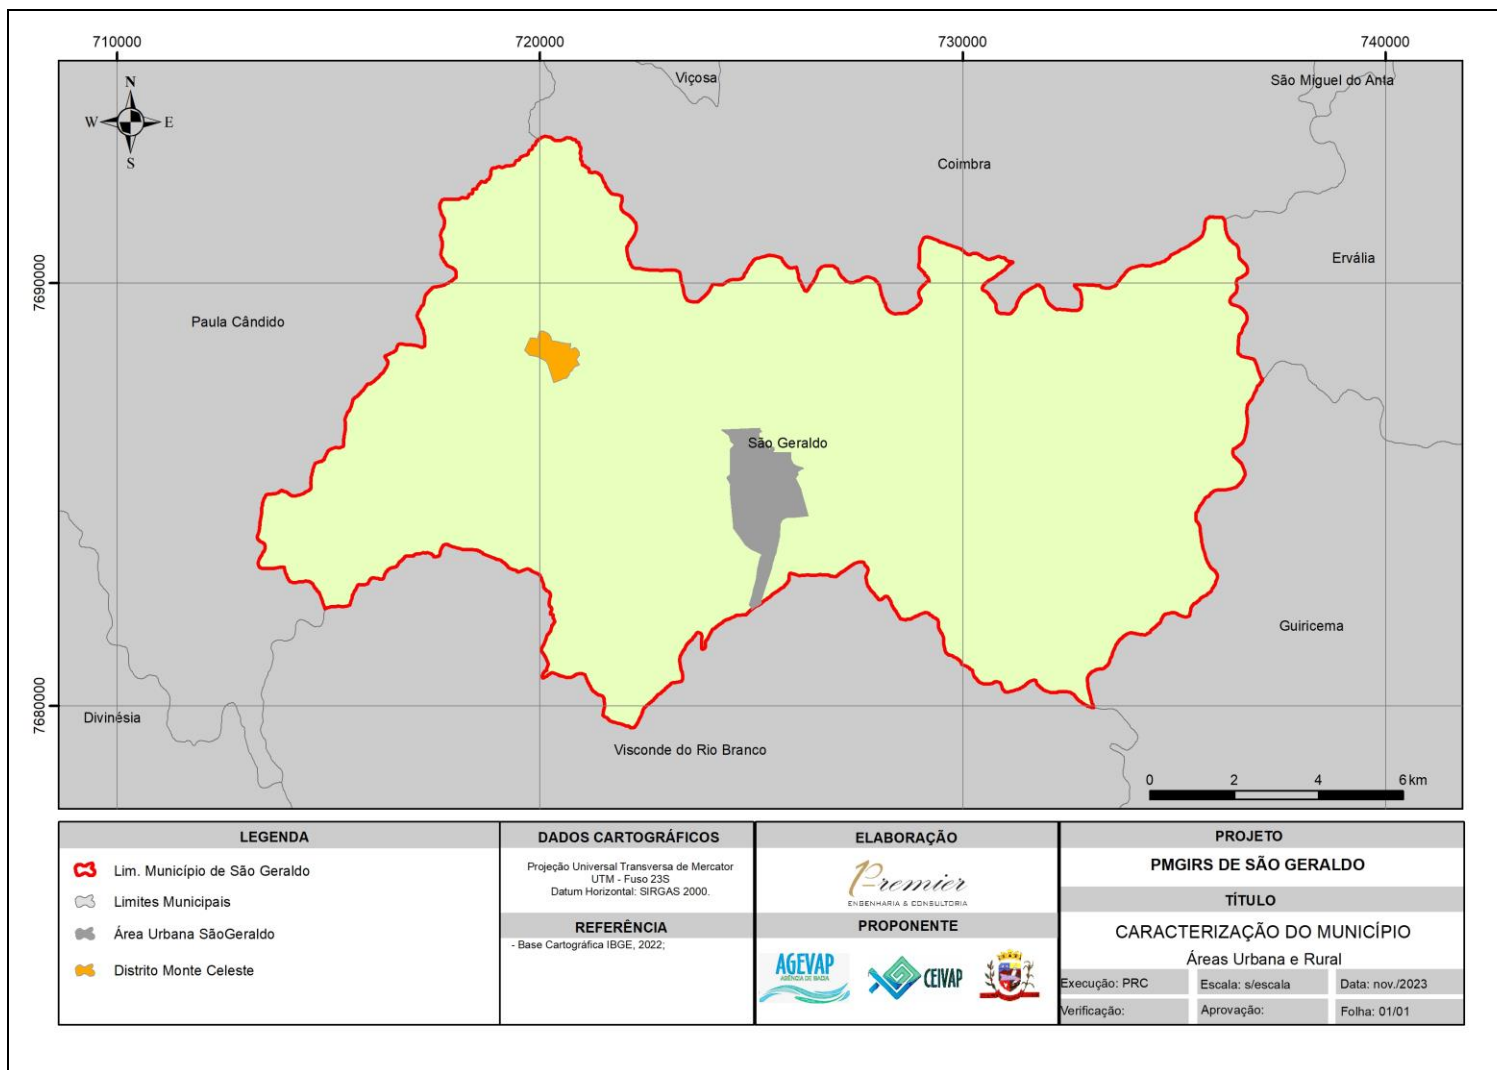 710000
720000
730000
740000
N
W
E
S
Viçosa
São Miguel do Anta
Coimbra
7690000
Ervália
Paula Cândido
São Geraldo
Guiricema
7680000
Divinésia
Visconde do Rio Branco
0 2 4 6 km
LEGENDA
Lim. Município de São Geraldo
Limites Municipais
Área Urbana SãoGeraldo
Distrito Monte Celeste
DADOS CARTOGRÁFICOS
Projeção Universal Transversa de Mercator
UTM - Fuso 23S
Datum Horizontal: SIRGAS 2000.
REFERÊNCIA
- Base Cartográfica IBGE, 2022;
ELABORAÇÃO
Premier
ENGENHARIA & CONSULTORIA
PROPONENTE
AGEVAP
AGÊNCIA DE BACIA
CEIVAP
PROJETO
PMGIRS DE SÃO GERALDO
TÍTULO
CARACTERIZAÇÃO DO MUNICÍPIO
Áreas Urbana e Rural
Execução: PRC
Escala: s/escala
Data: nov./2023
Verificação:
Aprovação:
Folha: 01/01